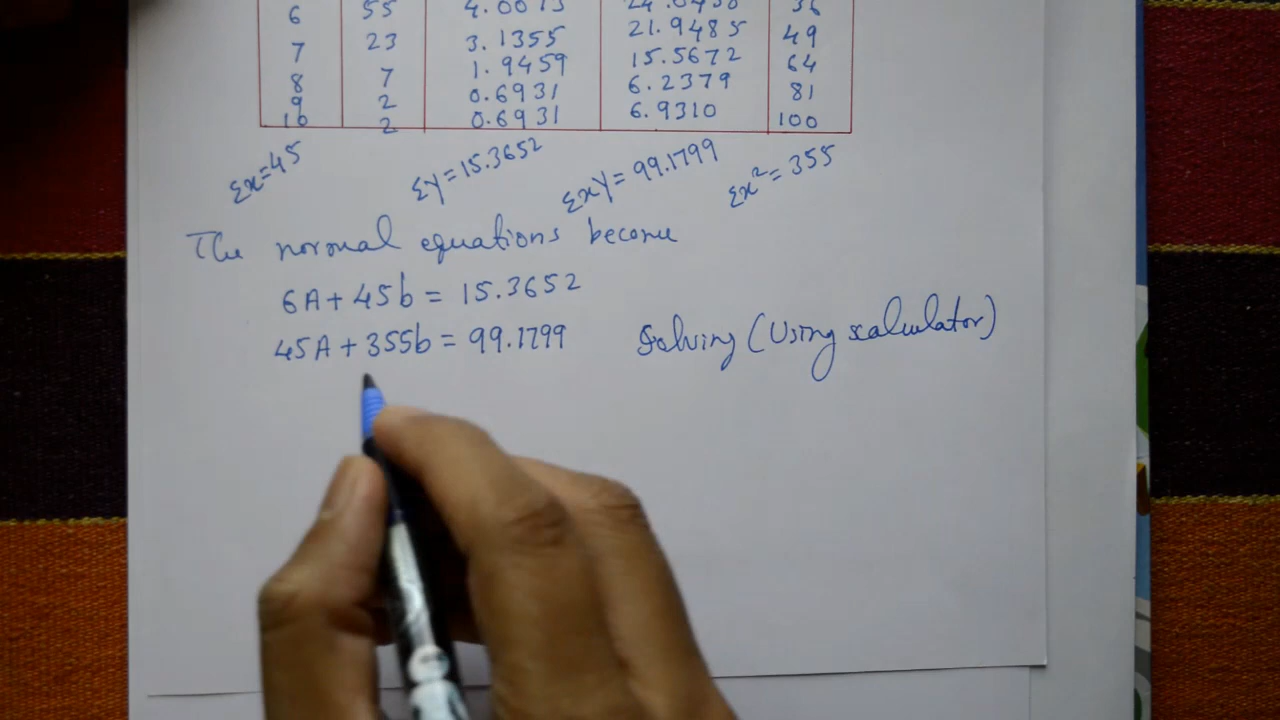 6 55 4.0073 24.0438 36
7 23 3.1355 21.9485 49
8 7 1.9459 15.5672 64
9 2 0.6931 6.2379 81
10 2 0.6931 6.9310 100
Σx=45 Σy=15.3652 ΣxY=99.1799 Σx²=355
The normal equations become
6A+45b=15.3652
45A+355b=99.1799 Solving (Using calculator)